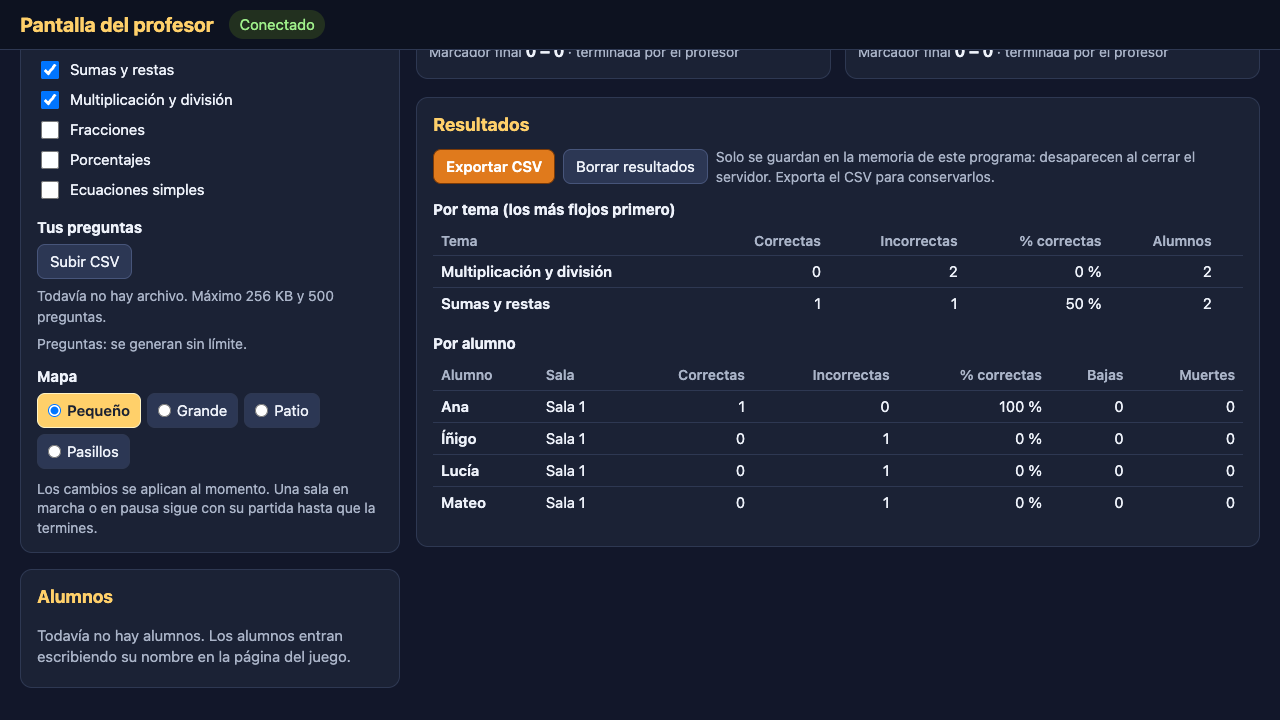 Pantalla del profesor
Conectado
Sumas y restas
Multiplicación y división
Fracciones
Porcentajes
Ecuaciones simples
Tus preguntas
Subir CSV
Todavía no hay archivo. Máximo 256 KB y 500
preguntas.
Preguntas: se generan sin límite.
Mapa
Pequeño
Grande
Patio
Pasillos
Los cambios se aplican al momento. Una sala en
marcha o en pausa sigue con su partida hasta que la
termines.
Alumnos
Todavía no hay alumnos. Los alumnos entran
escribiendo su nombre en la página del juego.
Marcador final 0 – 0 · terminada por el profesor
Marcador final 0 – 0 · terminada por el profesor
Resultados
Exportar CSV
Borrar resultados
Solo se guardan en la memoria de este programa: desaparecen al cerrar el
servidor. Exporta el CSV para conservarlos.
Por tema (los más flojos primero)
Tema Correctas Incorrectas % correctas Alumnos
Multiplicación y división 0 2 0 % 2
Sumas y restas 1 1 50 % 2
Por alumno
Alumno Sala Correctas Incorrectas % correctas Bajas Muertes
Ana Sala 1 1 0 100 % 0 0
Íñigo Sala 1 0 1 0 % 0 0
Lucía Sala 1 0 1 0 % 0 0
Mateo Sala 1 0 1 0 % 0 0